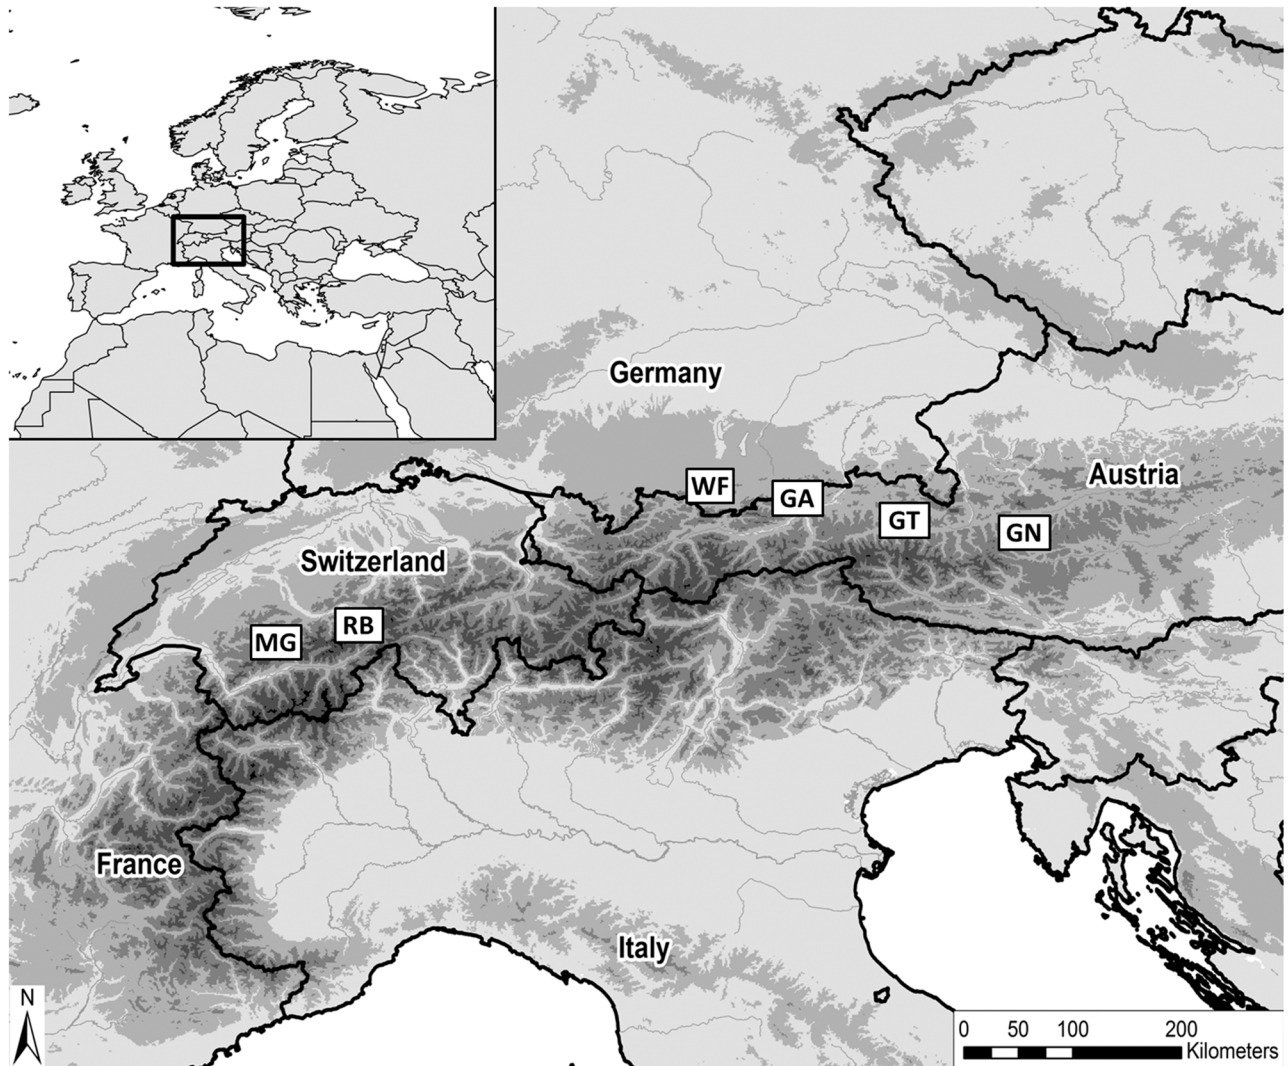 Germany
WF
GA
Austria
GT
GN
Switzerland
RB
MG
France
Italy
N
0 50 100 200
Kilometers